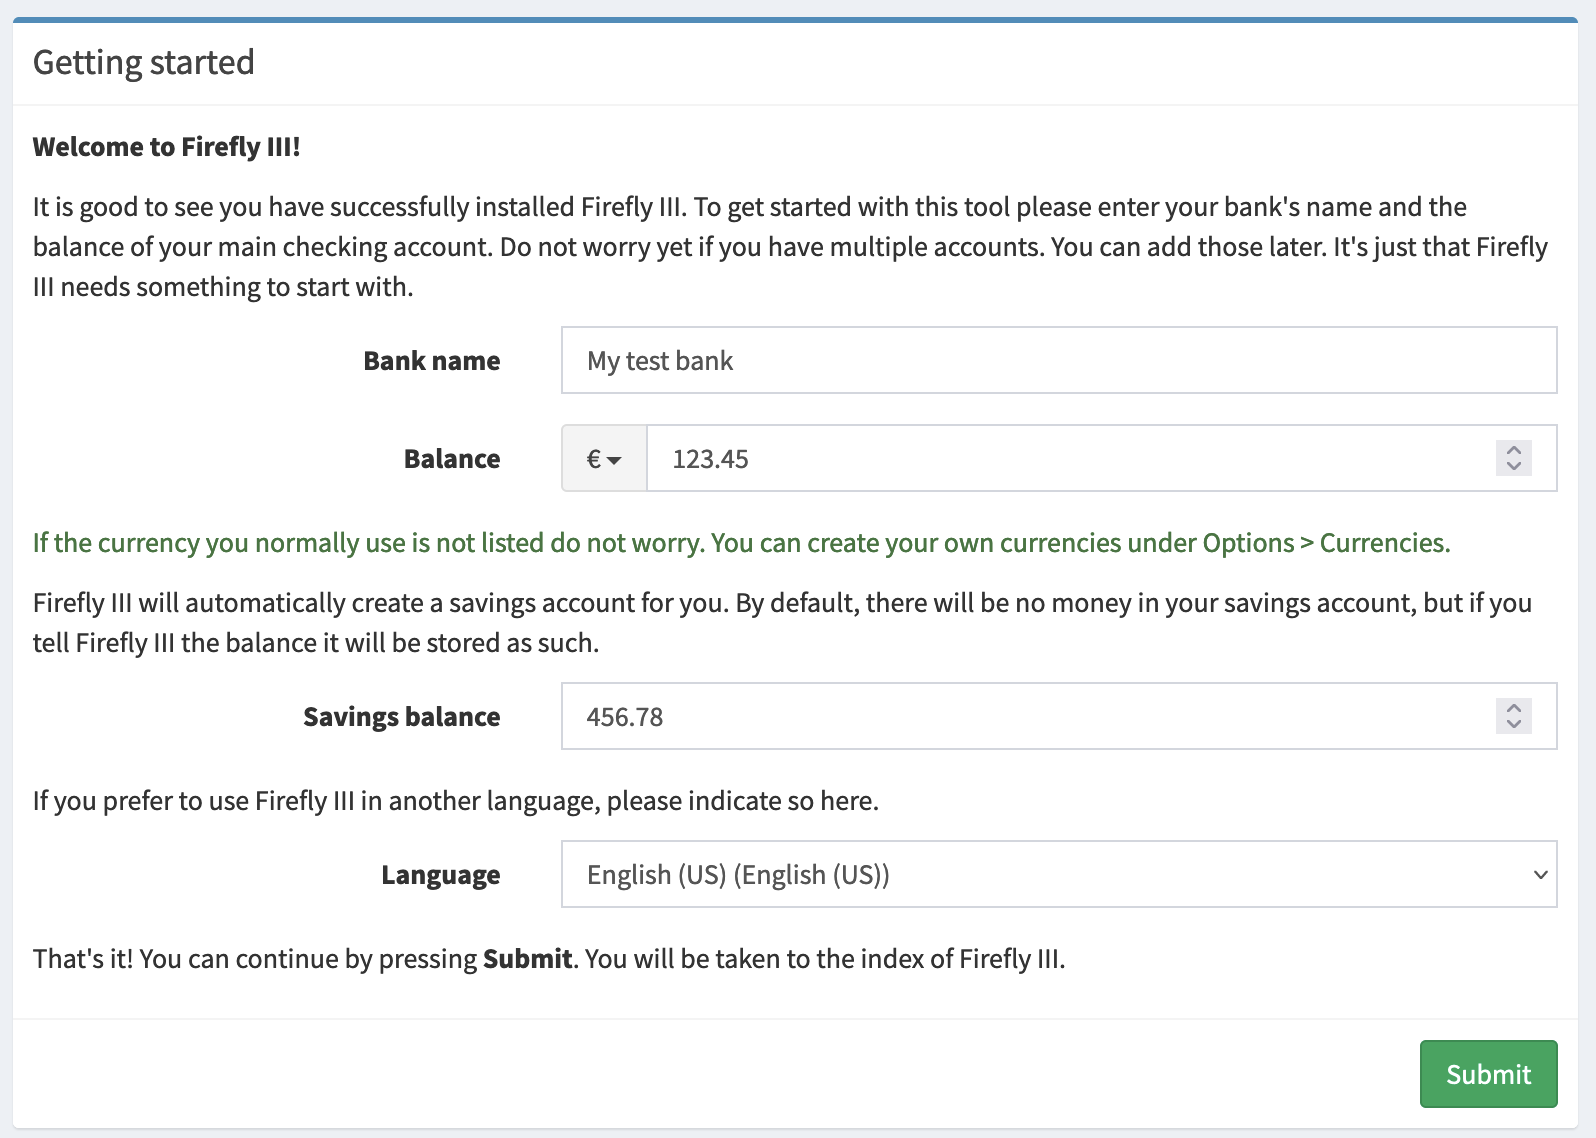 Getting started
Welcome to Firefly III!
It is good to see you have successfully installed Firefly III. To get started with this tool please enter your bank's name and the
balance of your main checking account. Do not worry yet if you have multiple accounts. You can add those later. It's just that Firefly
III needs something to start with.
Bank name My test bank
Balance € 123.45
If the currency you normally use is not listed do not worry. You can create your own currencies under Options > Currencies.
Firefly III will automatically create a savings account for you. By default, there will be no money in your savings account, but if you
tell Firefly III the balance it will be stored as such.
Savings balance 456.78
If you prefer to use Firefly III in another language, please indicate so here.
Language English (US) (English (US))
That's it! You can continue by pressing Submit. You will be taken to the index of Firefly III.
Submit